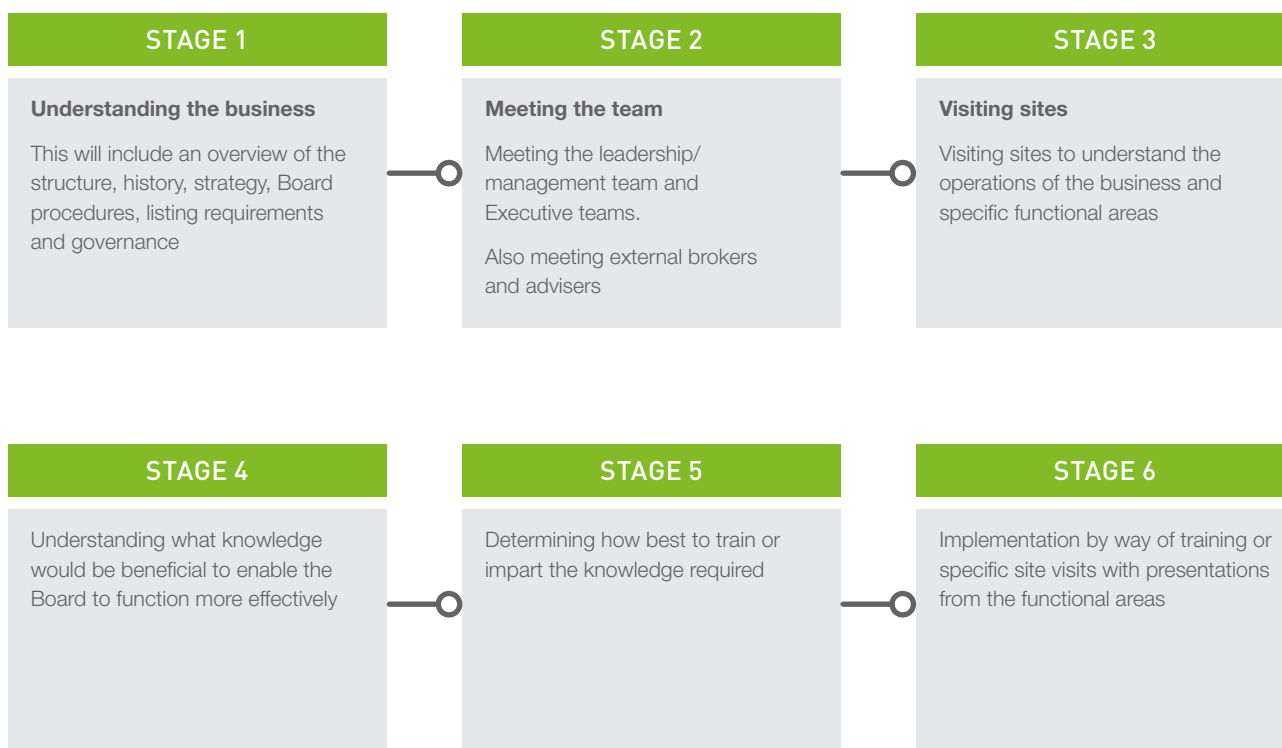 STAGE 1
Understanding the business
This will include an overview of the
structure, history, strategy, Board
procedures, listing requirements
and governance
STAGE 2
Meeting the team
Meeting the leadership/
management team and
Executive teams.
Also meeting external brokers
and advisers
STAGE 3
Visiting sites
Visiting sites to understand the
operations of the business and
specific functional areas
STAGE 4
Understanding what knowledge
would be beneficial to enable the
Board to function more effectively
STAGE 5
Determining how best to train or
impart the knowledge required
STAGE 6
Implementation by way of training or
specific site visits with presentations
from the functional areas